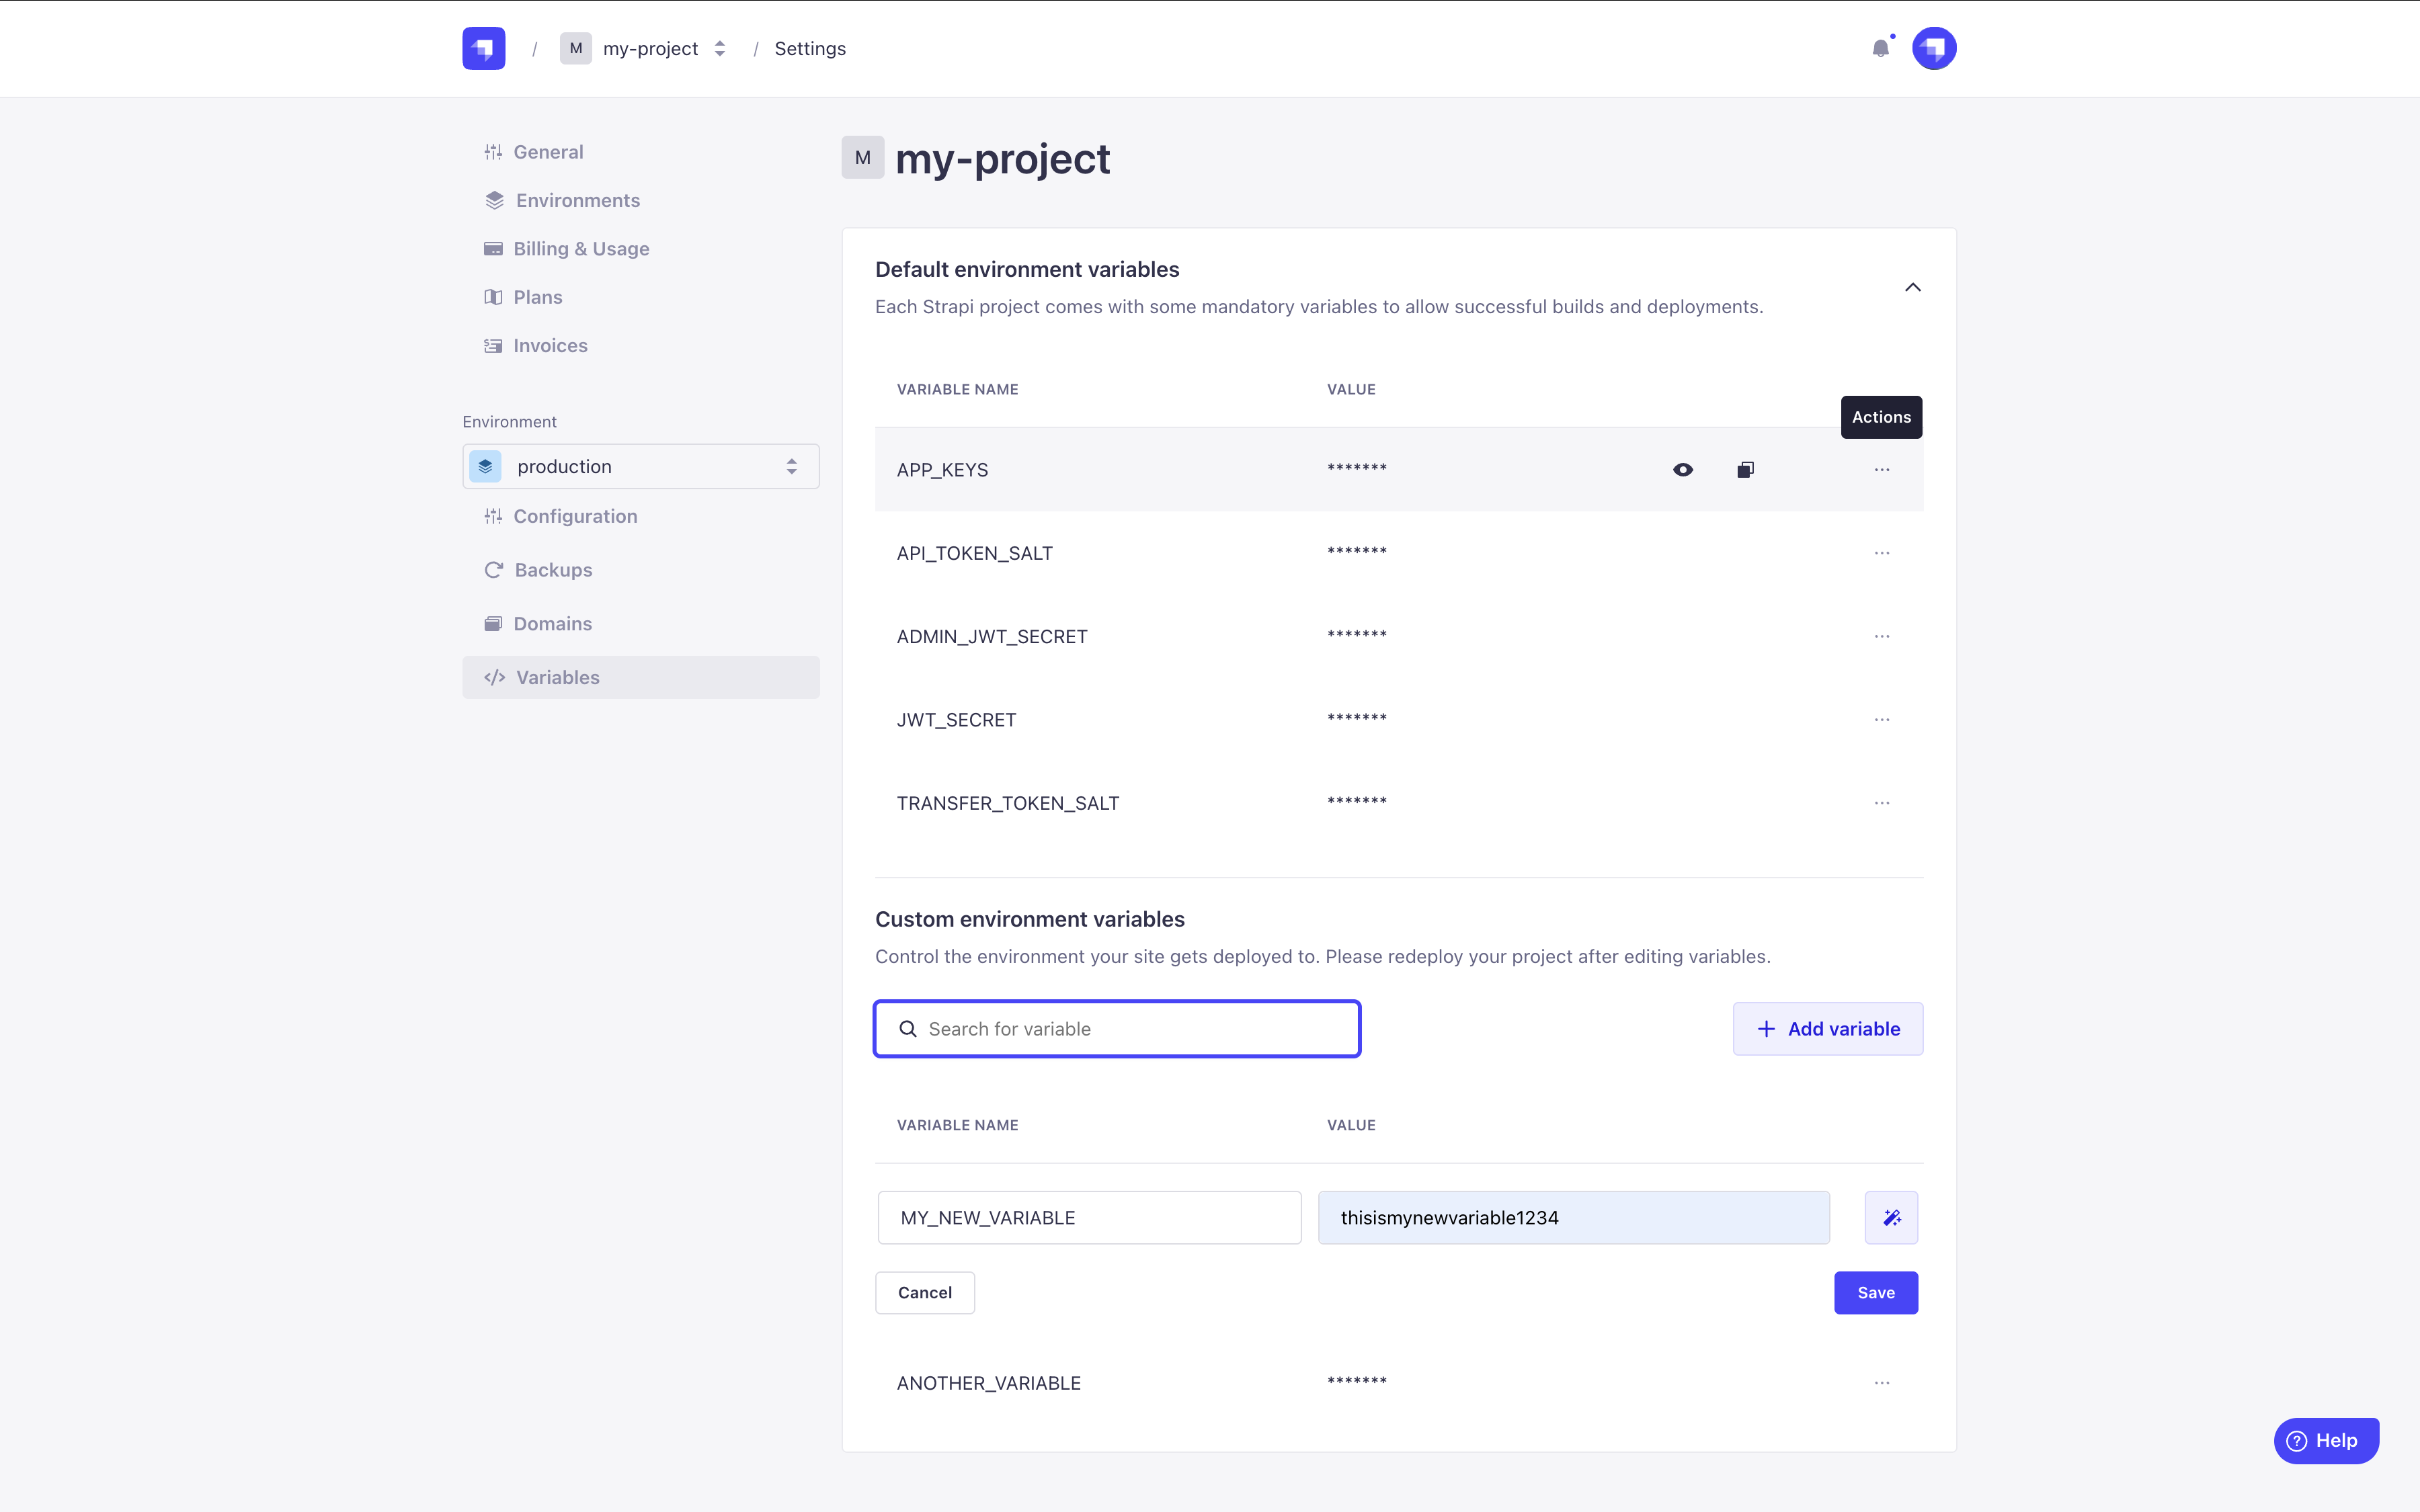 / M my-project / Settings
General
Environments
Billing & Usage
Plans
Invoices
Environment
production
Configuration
Backups
Domains
</> Variables
M my-project
Default environment variables
Each Strapi project comes with some mandatory variables to allow successful builds and deployments.
VARIABLE NAME VALUE
Actions
APP_KEYS ******* ...
API_TOKEN_SALT ******* ...
ADMIN_JWT_SECRET ******* ...
JWT_SECRET ******* ...
TRANSFER_TOKEN_SALT ******* ...
Custom environment variables
Control the environment your site gets deployed to. Please redeploy your project after editing variables.
Search for variable
+ Add variable
VARIABLE NAME VALUE
MY_NEW_VARIABLE thisismynewvariable1234
Cancel Save
ANOTHER_VARIABLE ******* ...
? Help